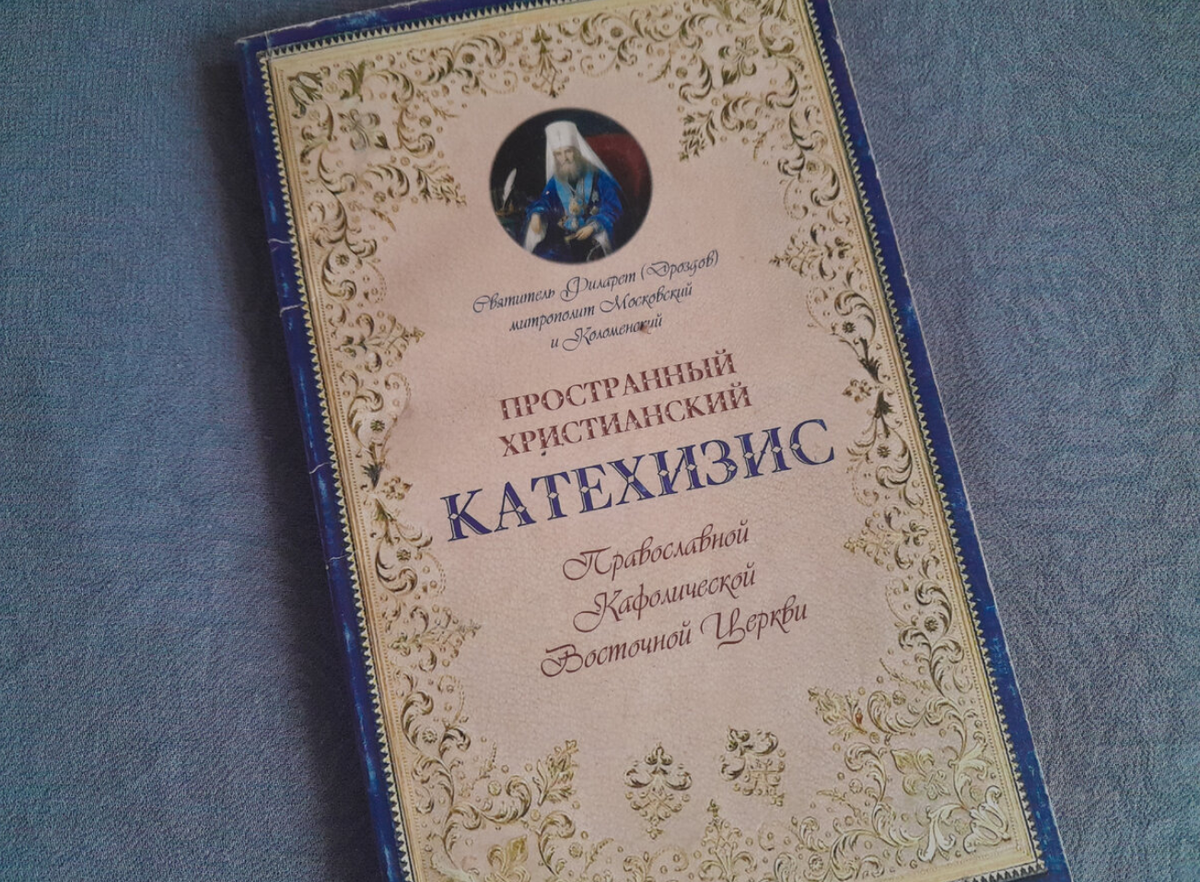 Святитель Филарет (Дроздов)
митрополит Московский
и Коломенский
ПРОСТРАННЫЙ
ХРИСТИАНСКИЙ
КАТЕХИЗИС
Православной
Кафолической
Восточной Церкви